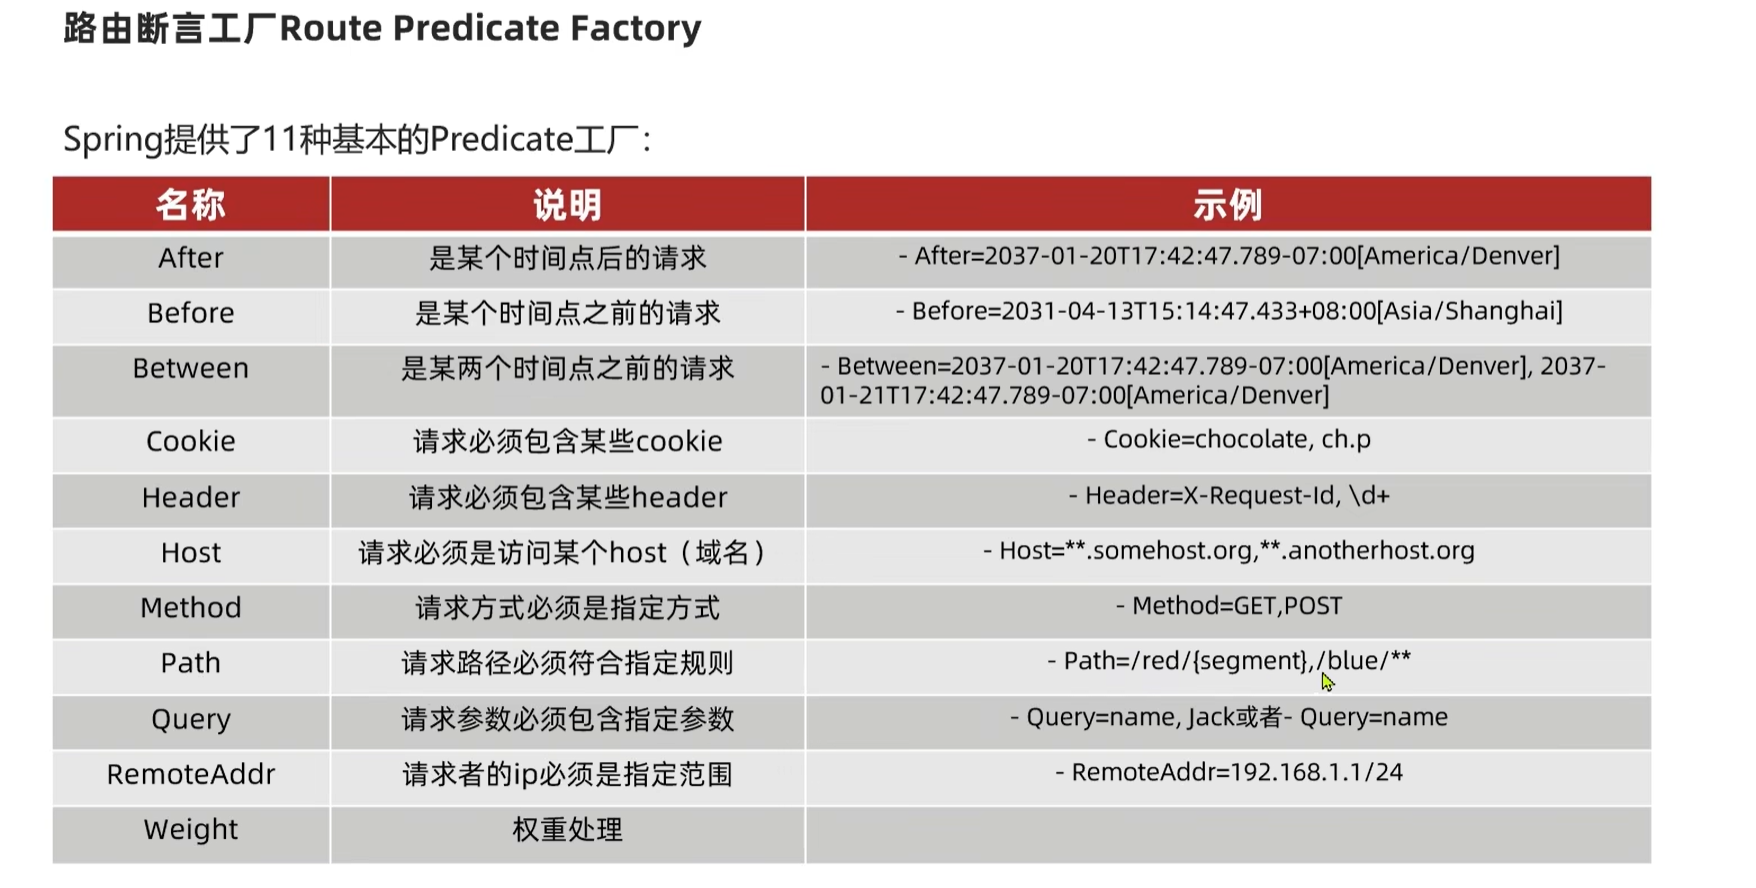 路由断言工厂Route Predicate Factory
Spring提供了11种基本的Predicate工厂：
名称 说明 示例
After 是某个时间点后的请求 - After=2037-01-20T17:42:47.789-07:00[America/Denver]
Before 是某个时间点之前的请求 - Before=2031-04-13T15:14:47.433+08:00[Asia/Shanghai]
Between 是某两个时间点之前的请求 - Between=2037-01-20T17:42:47.789-07:00[America/Denver], 2037-
01-21T17:42:47.789-07:00[America/Denver]
Cookie 请求必须包含某些cookie - Cookie=chocolate, ch.p
Header 请求必须包含某些header - Header=X-Request-Id, \d+
Host 请求必须是访问某个host（域名） - Host=**.somehost.org,**.anotherhost.org
Method 请求方式必须是指定方式 - Method=GET,POST
Path 请求路径必须符合指定规则 - Path=/red/{segment},/blue/**
Query 请求参数必须包含指定参数 - Query=name, Jack或者- Query=name
RemoteAddr 请求者的ip必须是指定范围 - RemoteAddr=192.168.1.1/24
Weight 权重处理